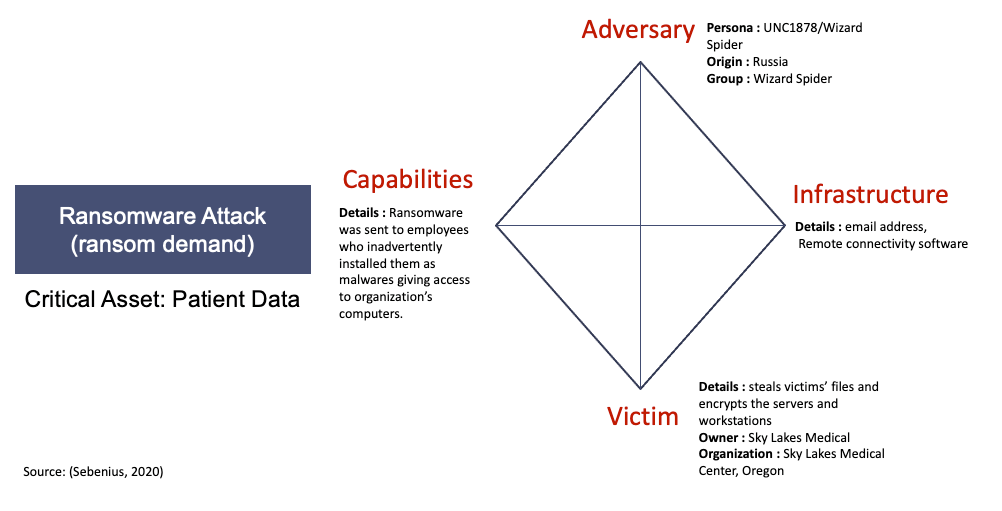 Adversary
Persona : UNC1878/Wizard
Spider
Origin : Russia
Group : Wizard Spider
Capabilities
Details : Ransomware
was sent to employees
who inadvertently
installed them as
malwares giving access
to organization's
computers.
Infrastructure
Details : email address,
Remote connectivity software
Ransomware Attack
(ransom demand)
Critical Asset: Patient Data
Victim
Details : steals victims' files and
encrypts the servers and
workstations
Owner : Sky Lakes Medical
Organization : Sky Lakes Medical
Center, Oregon
Source: (Sebenius, 2020)